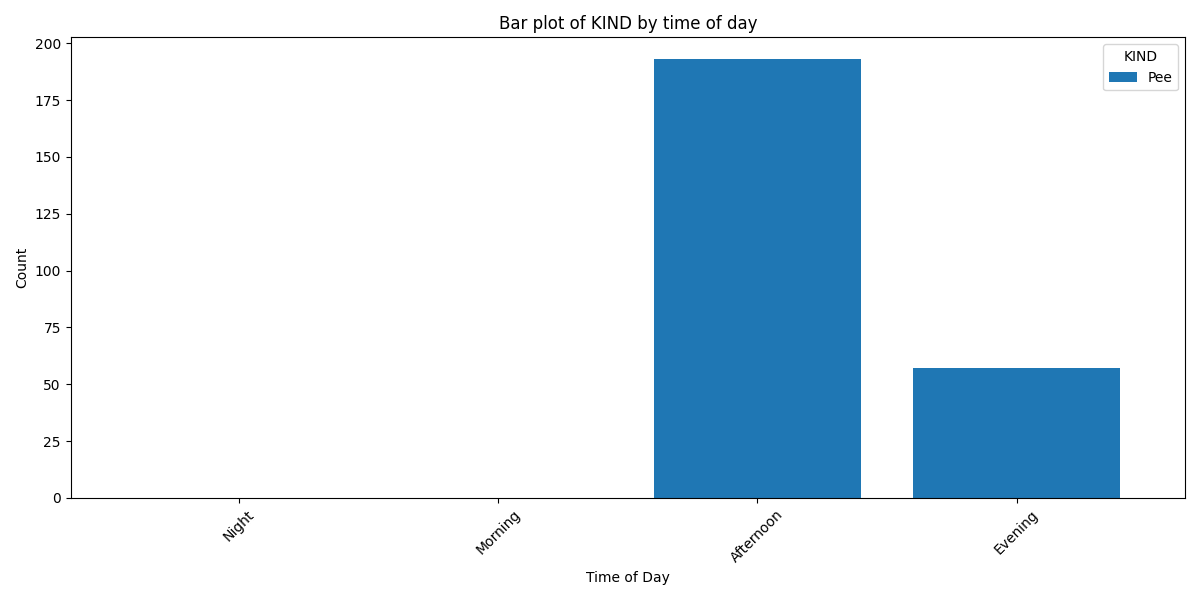 Bar plot of KIND by time of day
KIND
Pee
200
175
150
125
100
75
50
25
0
Count
Night
Morning
Afternoon
Evening
Time of Day